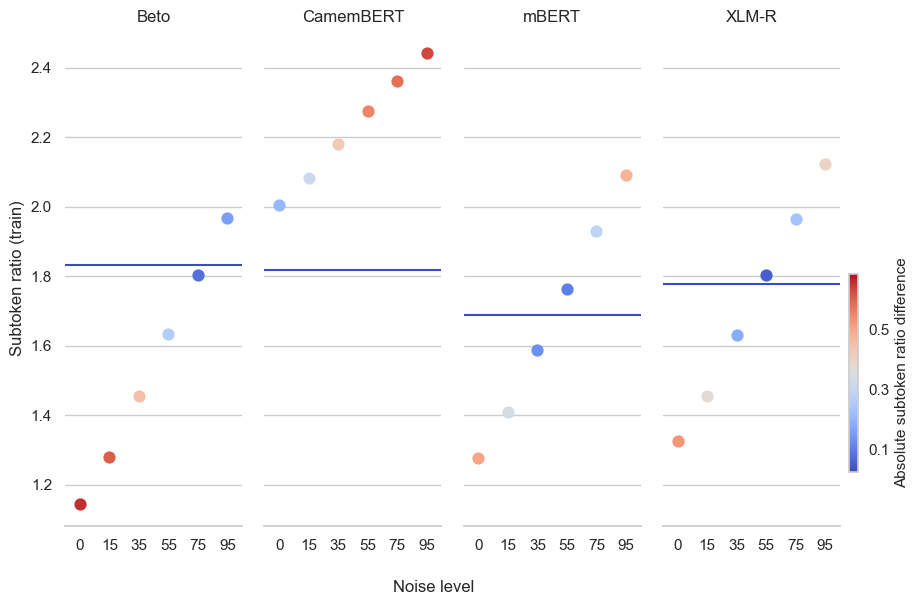 Beto CamemBERT mBERT XLM-R
Subtoken ratio (train)
2.4
2.2
2.0
1.8
1.6
1.4
1.2
0 15 35 55 75 95 0 15 35 55 75 95 0 15 35 55 75 95 0 15 35 55 75 95
Noise level
0.5
0.3
0.1
Absolute subtoken ratio difference